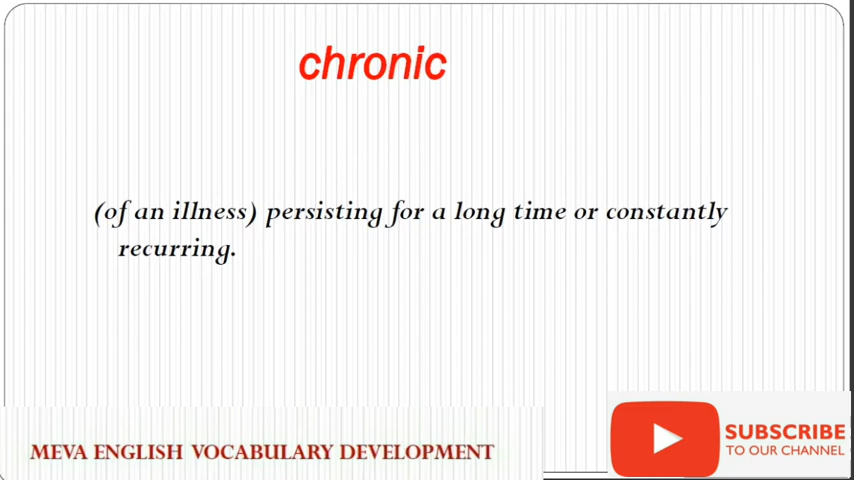 chronic
(of an illness) persisting for a long time or constantly
recurring.
MEVA ENGLISH VOCABULARY DEVELOPMENT
SUBSCRIBE
TO OUR CHANNEL